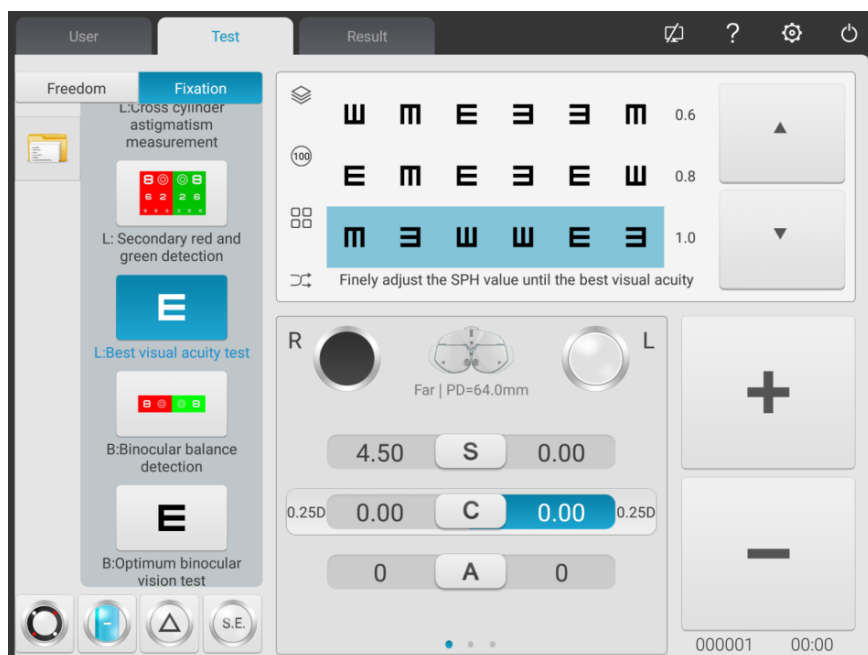 User
Test
Result
?
Freedom
Fixation
L:Cross cylinder
astigmatism
measurement
8 8
6 2 2 6
L: Secondary red and
green detection
E
L:Best visual acuity test
8 8
B:Binocular balance
detection
E
B:Optimum binocular
vision test
S.E.
100
Ш m E Ǝ Ǝ m 0.6
E m E Ǝ E Ш 0.8
m Ǝ Ш Ш E Ǝ 1.0
Finely adjust the SPH value until the best visual acuity
R L
Far | PD=64.0mm
4.50 S 0.00
0.25D 0.00 C 0.00 0.25D
0 A 0
000001 00:00